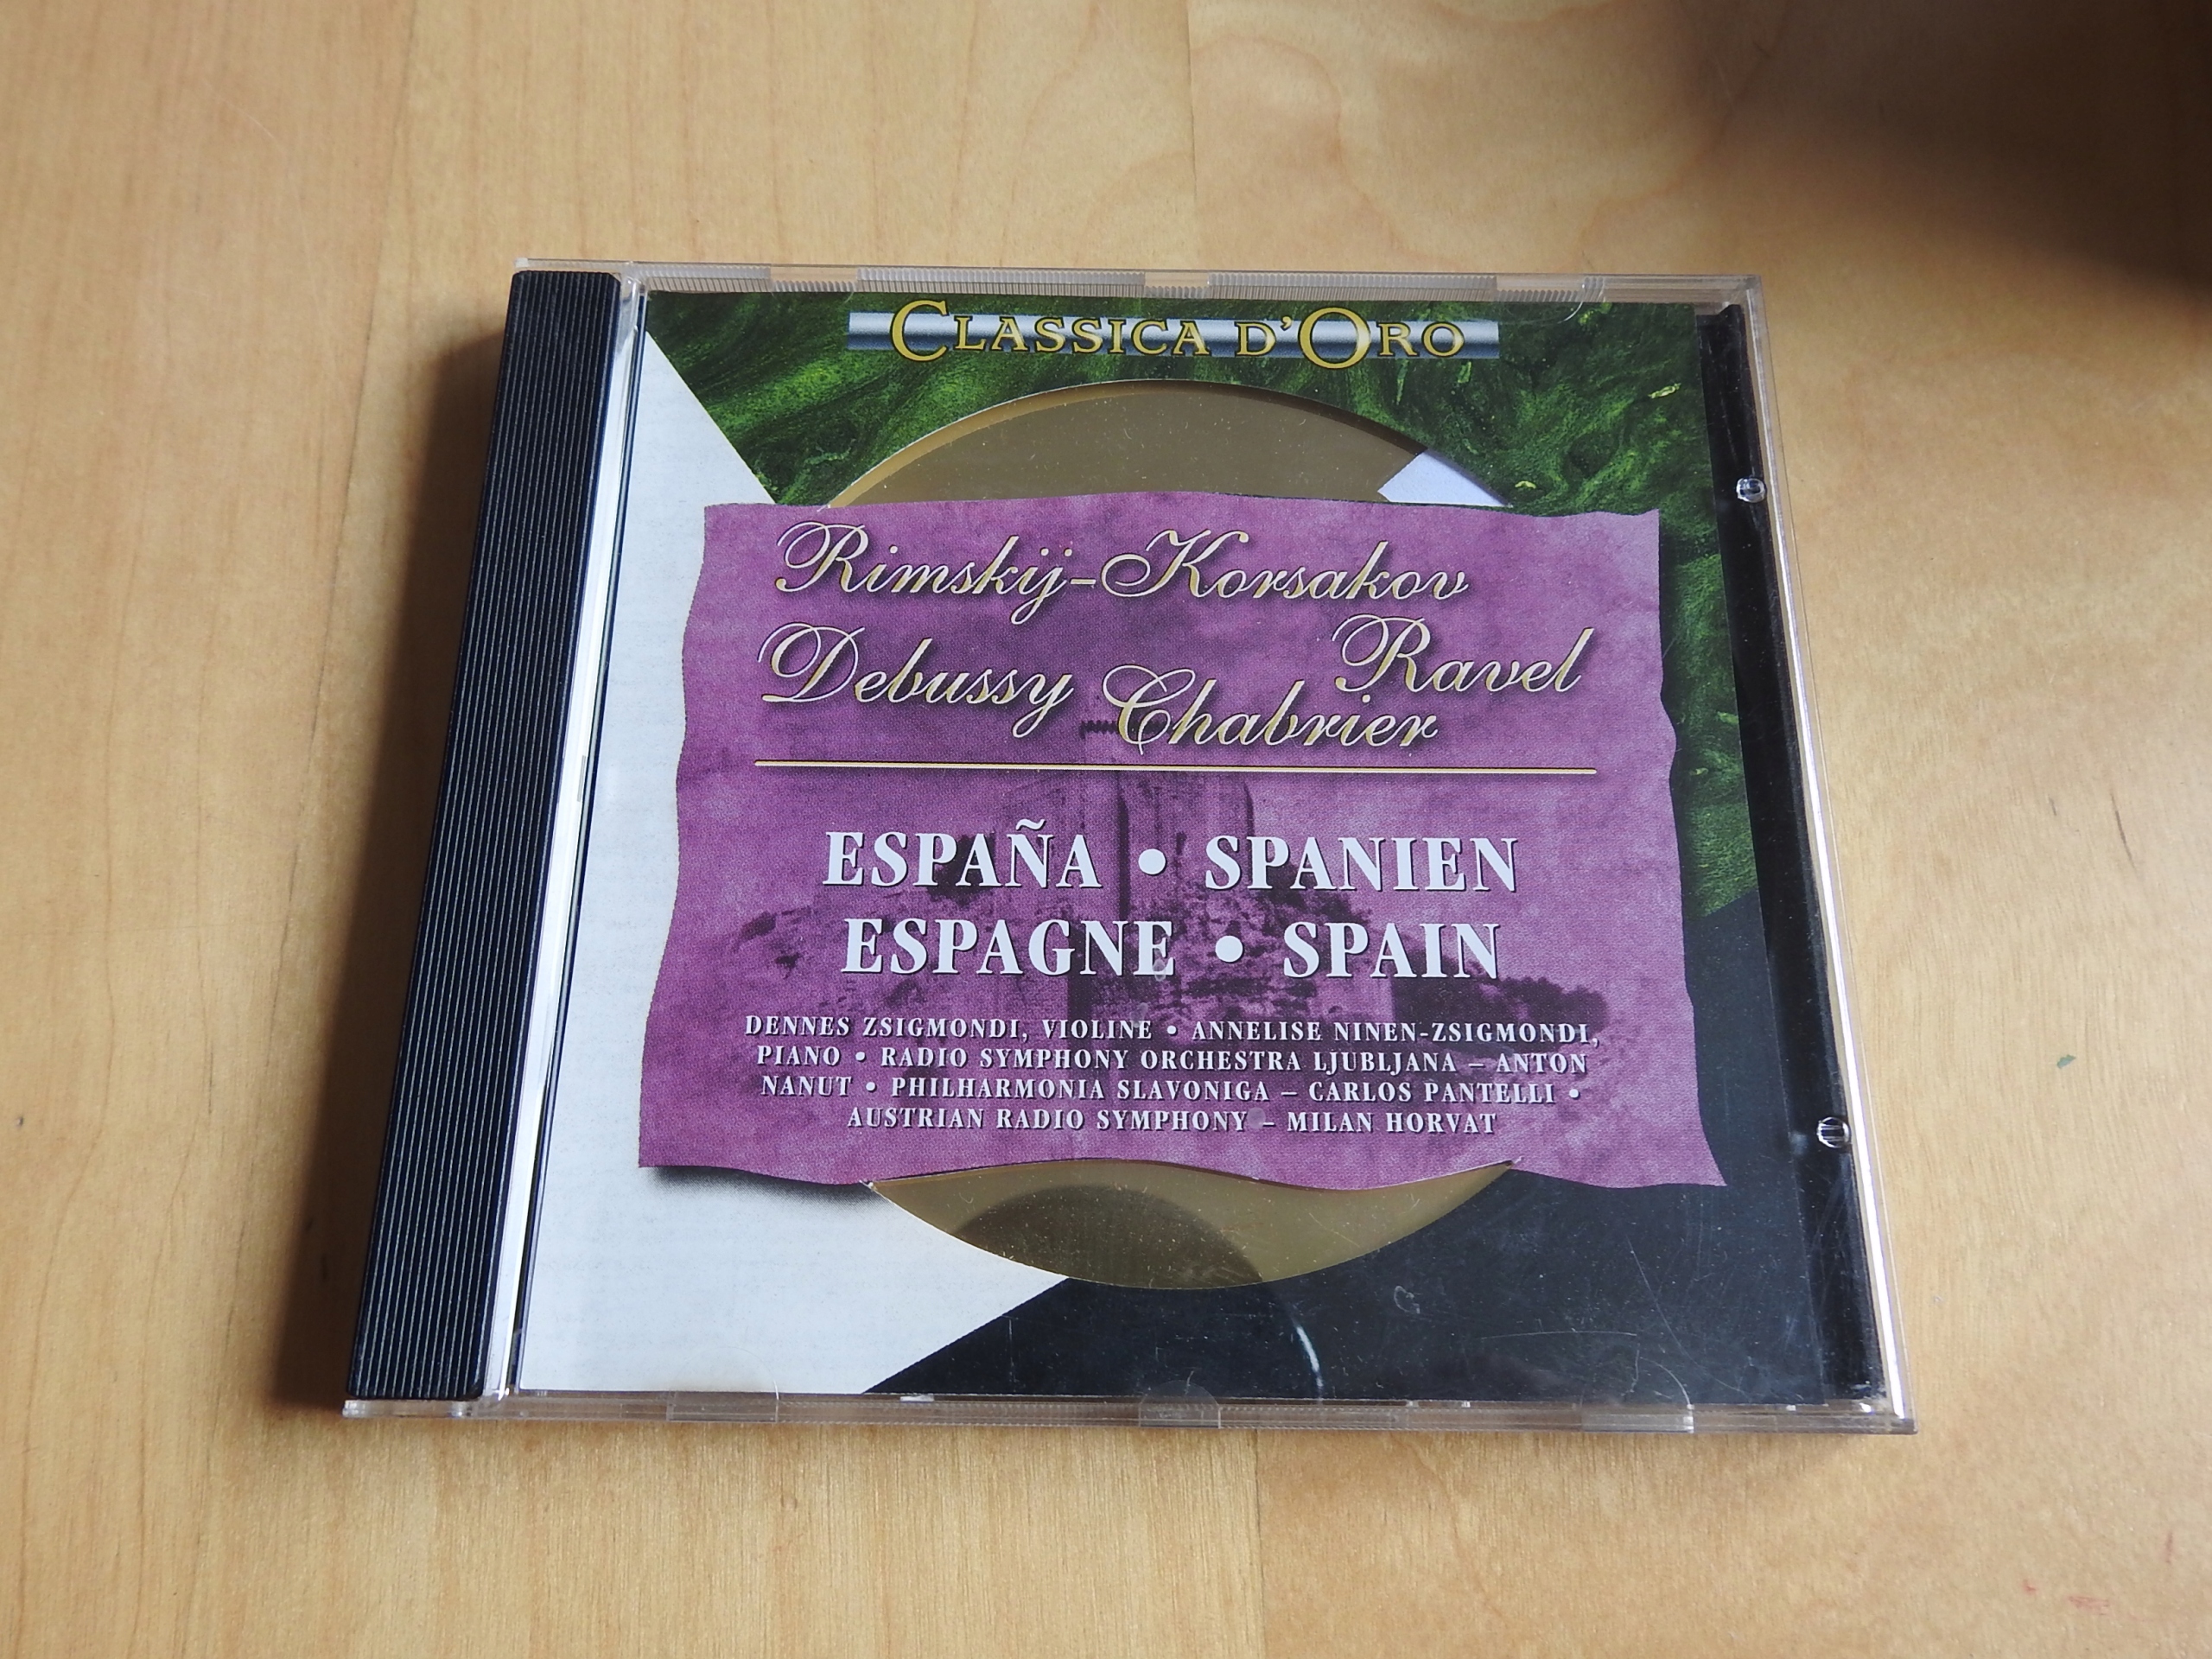 CLASSICA D'ORO
Rimskij-Korsakov
Ravel
Debussy Chabrier
ESPAÑA • SPANIEN
ESPAGNE • SPAIN
DENNES ZSIGMONDI, VIOLINE • ANNELISE NINEN-ZSIGMONDI,
PIANO • RADIO SYMPHONY ORCHESTRA LJUBLJANA – ANTON
NANUT • PHILHARMONIA SLAVONIGA – CARLOS PANTELLI •
AUSTRIAN RADIO SYMPHONY – MILAN HORVAT